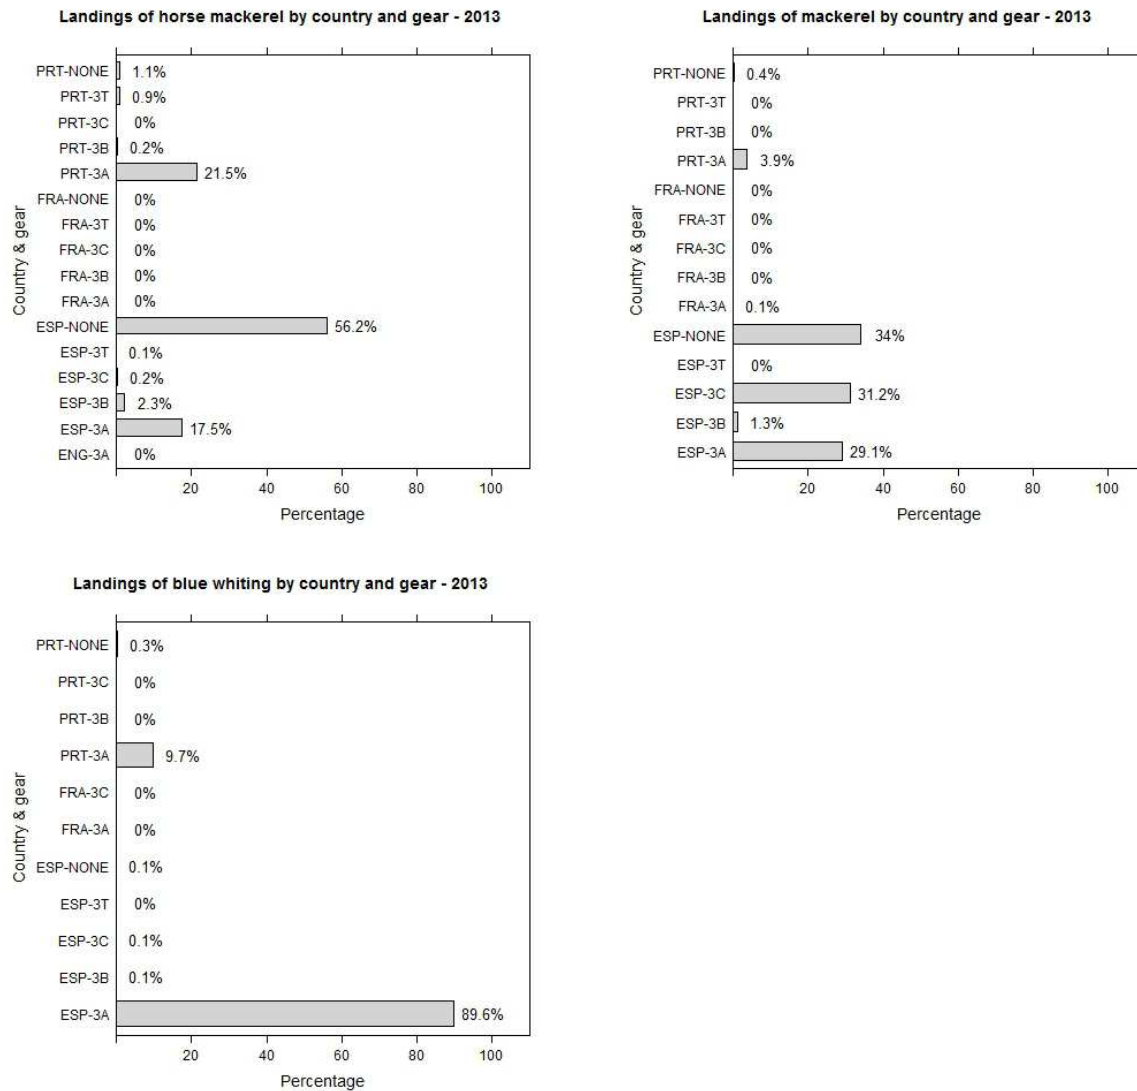 Landings of horse mackerel by country and gear - 2013
PRT-NONE 1.1%
PRT-3T 0.9%
PRT-3C 0%
PRT-3B 0.2%
PRT-3A 21.5%
FRA-NONE 0%
FRA-3T 0%
FRA-3C 0%
FRA-3B 0%
FRA-3A 0%
ESP-NONE 56.2%
ESP-3T 0.1%
ESP-3C 0.2%
ESP-3B 2.3%
ESP-3A 17.5%
ENG-3A 0%
Country & gear
20 40 60 80 100
Percentage
Landings of mackerel by country and gear - 2013
PRT-NONE 0.4%
PRT-3T 0%
PRT-3B 0%
PRT-3A 3.9%
FRA-NONE 0%
FRA-3T 0%
FRA-3C 0%
FRA-3B 0%
FRA-3A 0.1%
ESP-NONE 34%
ESP-3T 0%
ESP-3C 31.2%
ESP-3B 1.3%
ESP-3A 29.1%
Country & gear
20 40 60 80 100
Percentage
Landings of blue whiting by country and gear - 2013
PRT-NONE 0.3%
PRT-3C 0%
PRT-3B 0%
PRT-3A 9.7%
FRA-3C 0%
FRA-3A 0%
ESP-NONE 0.1%
ESP-3T 0%
ESP-3C 0.1%
ESP-3B 0.1%
ESP-3A 89.6%
Country & gear
20 40 60 80 100
Percentage